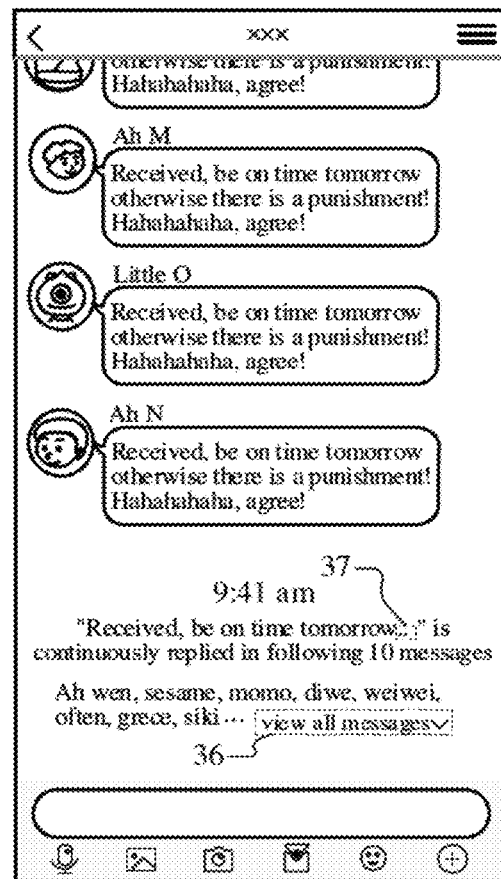 ×××
otherwise there is a punishment!
Hahahahaha, agree!
Ah M
Received, be on time tomorrow
otherwise there is a punishment!
Hahahahaha, agree!
Little O
Received, be on time tomorrow
otherwise there is a punishment!
Hahahahaha, agree!
Ah N
Received, be on time tomorrow
otherwise there is a punishment!
Hahahahaha, agree!
37
9:41 am
"Received, be on time tomorrow..." is
continuously replied in following 10 messages
Ah wen, sesame, momo, diwe, weiwei,
often, grece, siki ··· view all messages
36